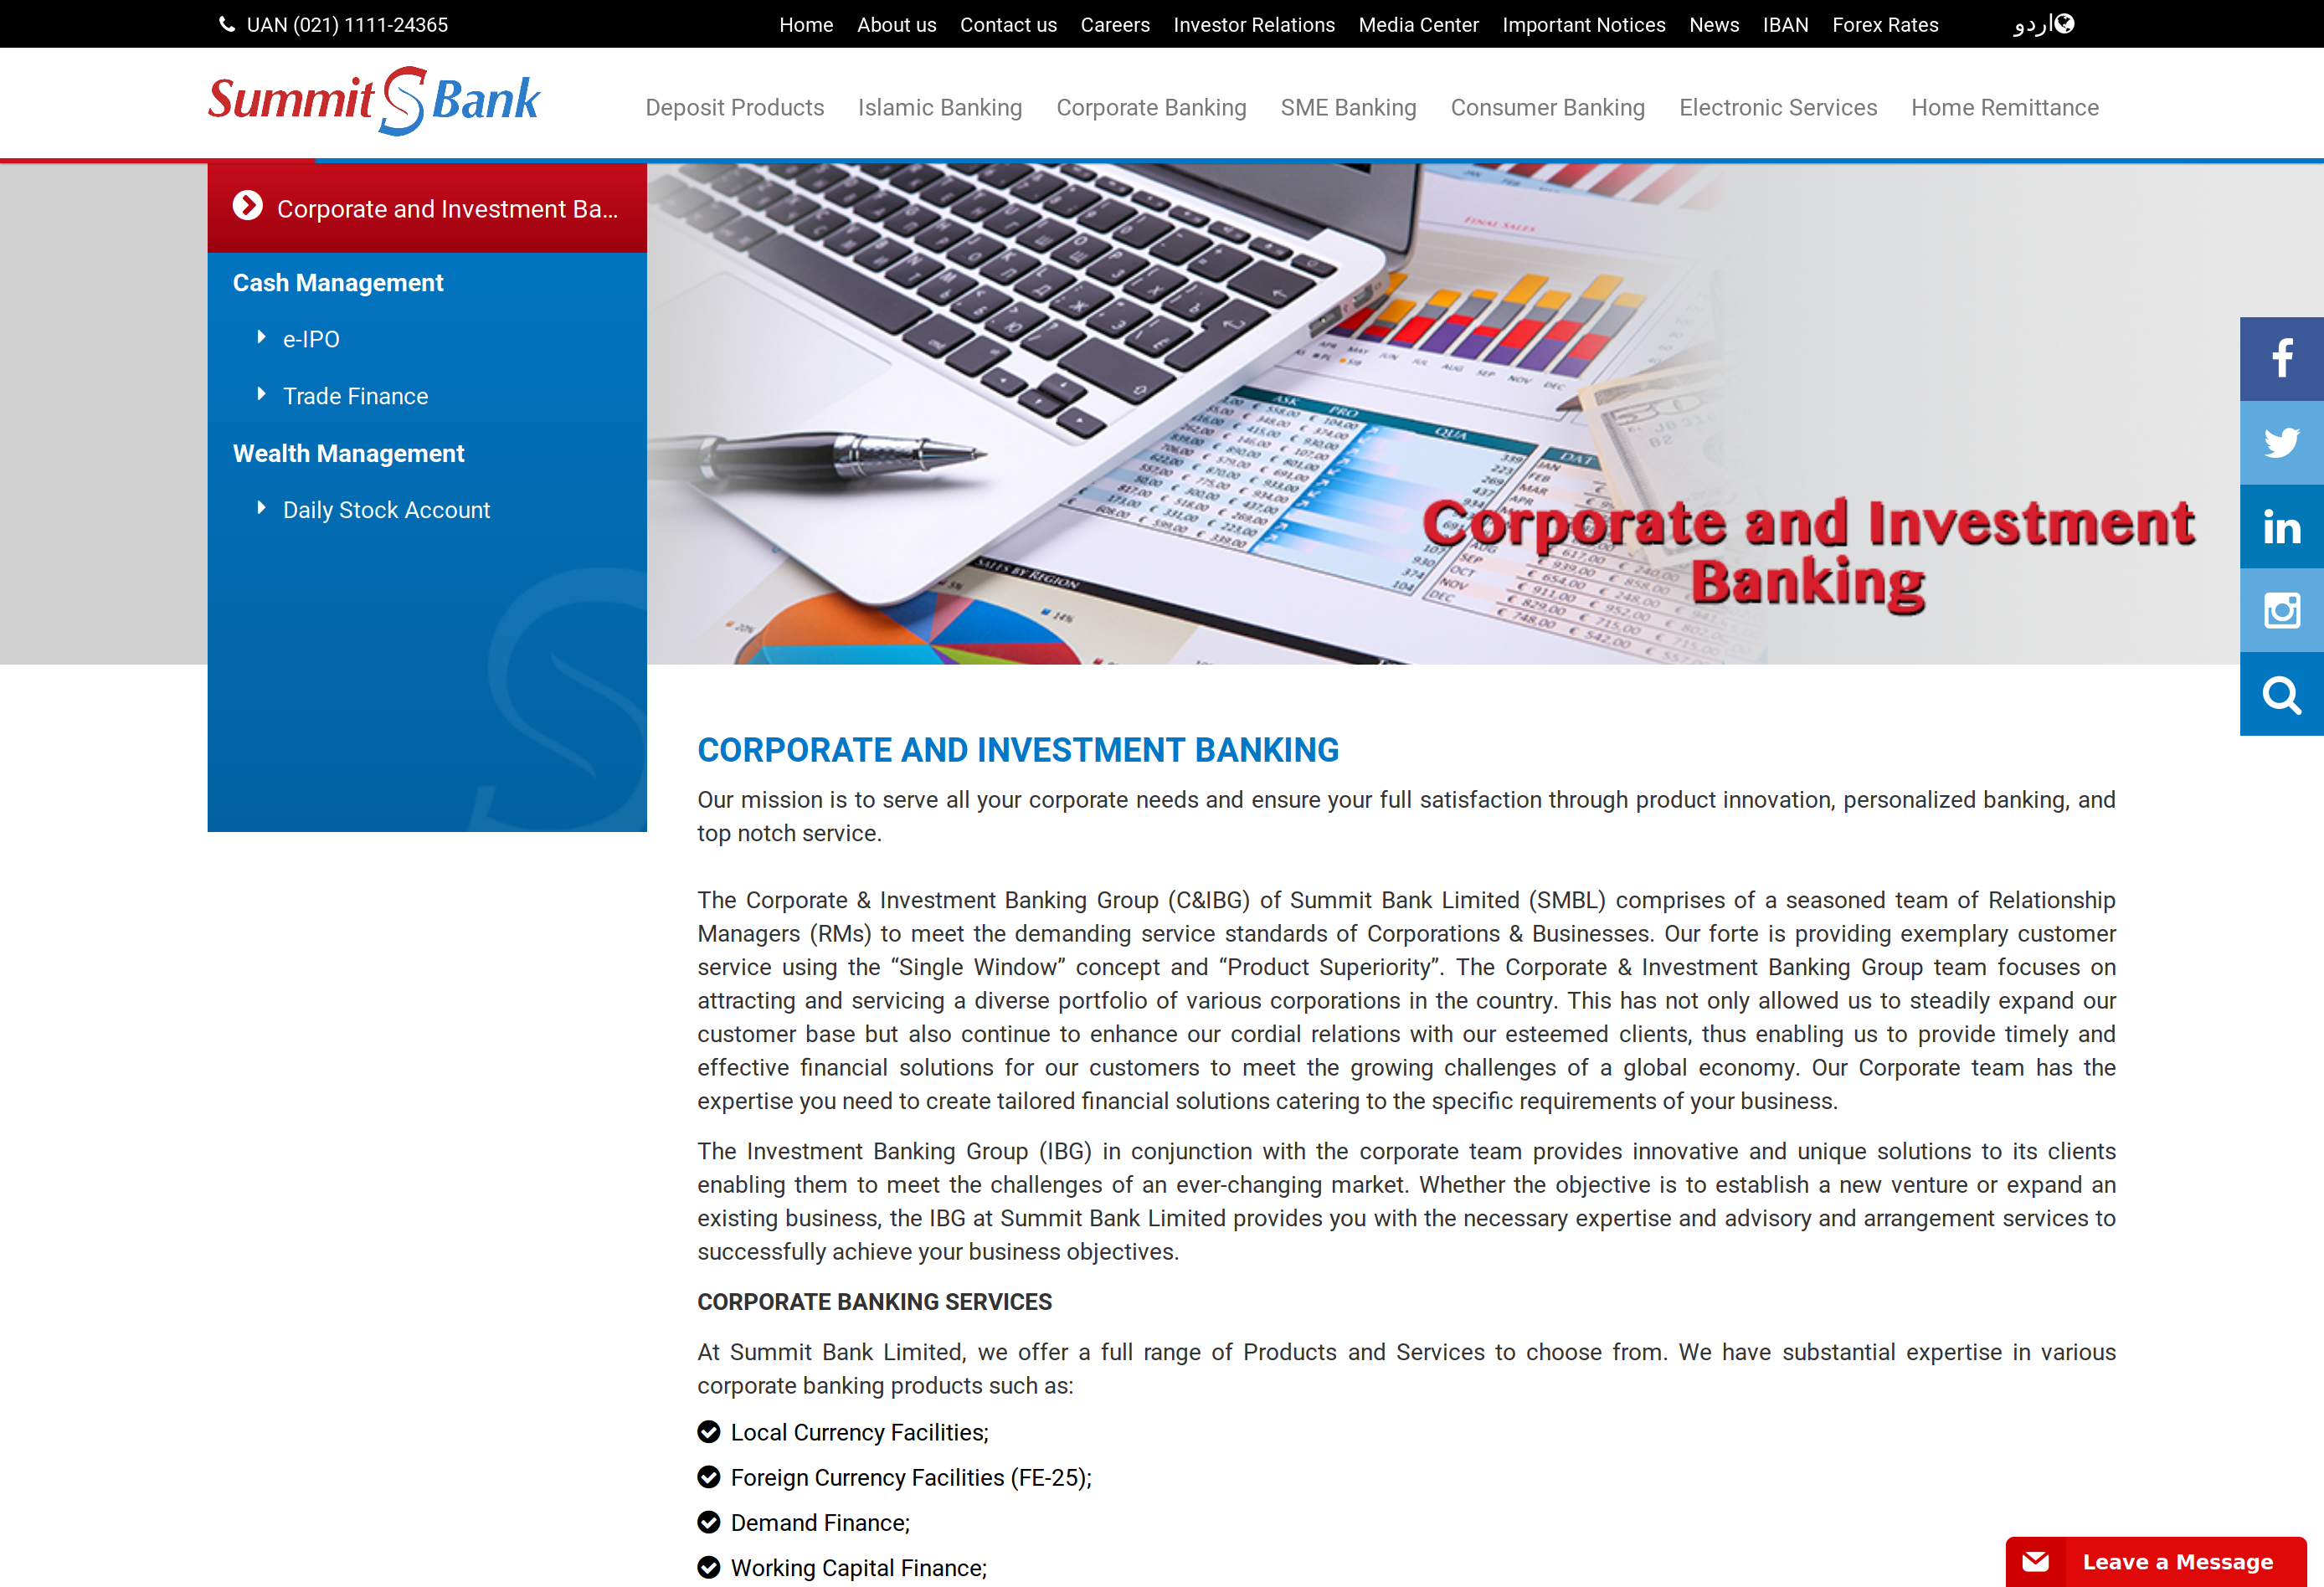 UAN (021) 1111-24365
Home About us Contact us Careers Investor Relations Media Center Important Notices News IBAN Forex Rates اردو
Summit S Bank
Deposit Products Islamic Banking Corporate Banking SME Banking Consumer Banking Electronic Services Home Remittance
Corporate and Investment Ba...
Cash Management
e-IPO
Trade Finance
Wealth Management
Daily Stock Account
FINAL SALES
ASK PRO QUA
SALES BY REGION
Corporate and Investment
Banking
CORPORATE AND INVESTMENT BANKING
Our mission is to serve all your corporate needs and ensure your full satisfaction through product innovation, personalized banking, and
top notch service.
The Corporate & Investment Banking Group (C&IBG) of Summit Bank Limited (SMBL) comprises of a seasoned team of Relationship
Managers (RMs) to meet the demanding service standards of Corporations & Businesses. Our forte is providing exemplary customer
service using the “Single Window” concept and “Product Superiority”. The Corporate & Investment Banking Group team focuses on
attracting and servicing a diverse portfolio of various corporations in the country. This has not only allowed us to steadily expand our
customer base but also continue to enhance our cordial relations with our esteemed clients, thus enabling us to provide timely and
effective financial solutions for our customers to meet the growing challenges of a global economy. Our Corporate team has the
expertise you need to create tailored financial solutions catering to the specific requirements of your business.
The Investment Banking Group (IBG) in conjunction with the corporate team provides innovative and unique solutions to its clients
enabling them to meet the challenges of an ever-changing market. Whether the objective is to establish a new venture or expand an
existing business, the IBG at Summit Bank Limited provides you with the necessary expertise and advisory and arrangement services to
successfully achieve your business objectives.
CORPORATE BANKING SERVICES
At Summit Bank Limited, we offer a full range of Products and Services to choose from. We have substantial expertise in various
corporate banking products such as:
Local Currency Facilities;
Foreign Currency Facilities (FE-25);
Demand Finance;
Working Capital Finance;
Leave a Message